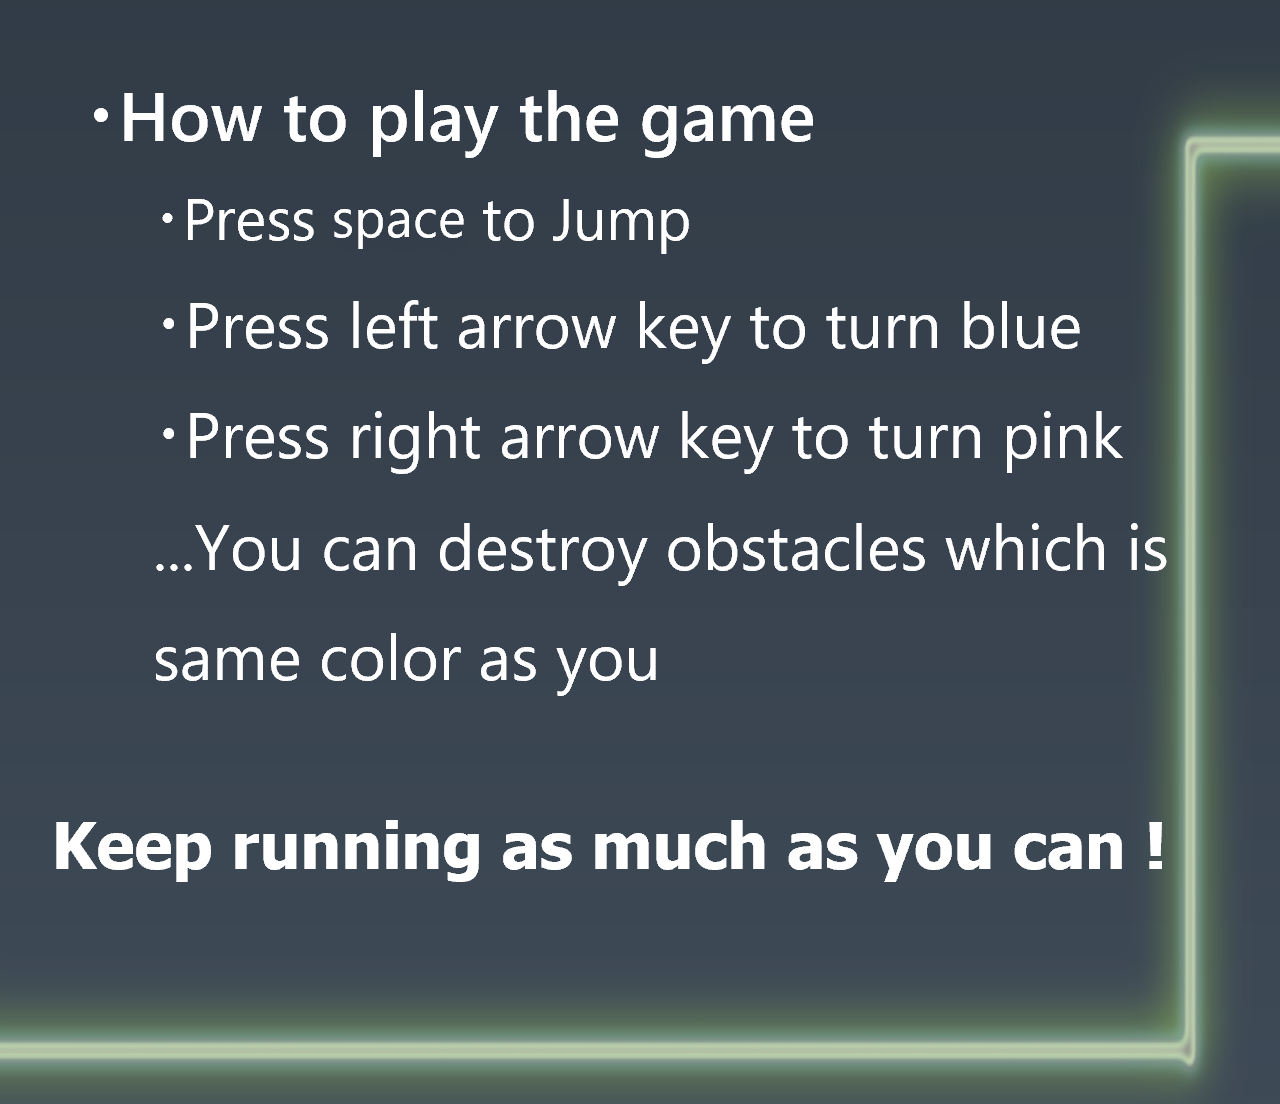 ・How to play the game
・Press space to Jump
・Press left arrow key to turn blue
・Press right arrow key to turn pink
...You can destroy obstacles which is
same color as you
Keep running as much as you can !